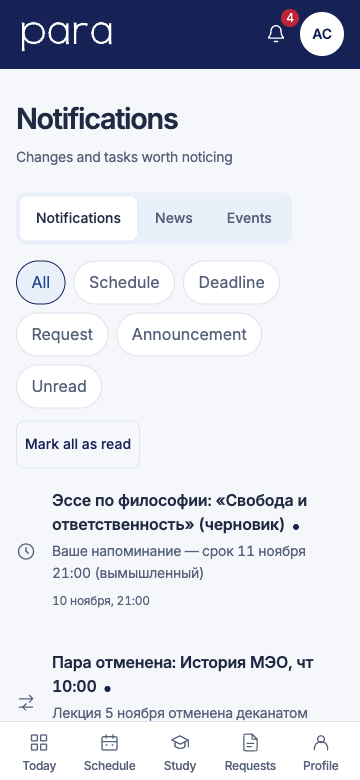 para
4
AC
Notifications
Changes and tasks worth noticing
Notifications News Events
All Schedule Deadline
Request Announcement
Unread
Mark all as read
Эссе по философии: «Свобода и
ответственность» (черновик)
Ваше напоминание — срок 11 ноября
21:00 (вымышленный)
10 ноября, 21:00
Пара отменена: История МЭО, чт
10:00
Лекция 5 ноября отменена деканатом
Today Schedule Study Requests Profile